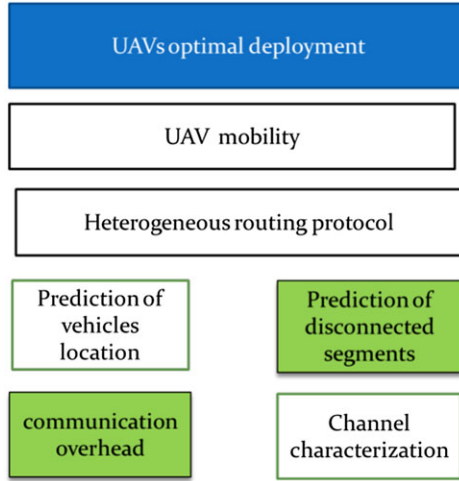 UAVs optimal deployment
UAV mobility
Heterogeneous routing protocol
Prediction of
vehicles
location
Prediction of
disconnected
segments
communication
overhead
Channel
characterization